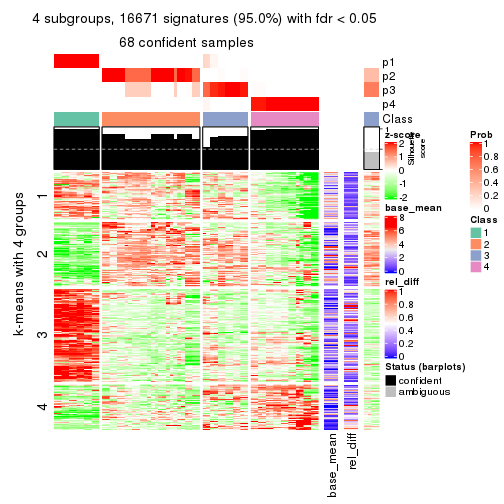 4 subgroups, 16671 signatures (95.0%) with fdr < 0.05
68 confident samples
p1
p2
p3
p4
Class
1
0
Silhouette score
k-means with 4 groups
1
2
3
4
base_mean
rel_diff
z-score
2
1
0
-1
-2
base_mean
8
6
4
2
0
rel_diff
1
0.8
0.6
0.4
0.2
0
Status (barplots)
confident
ambiguous
Prob
1
0.8
0.6
0.4
0.2
0
Class
1
2
3
4